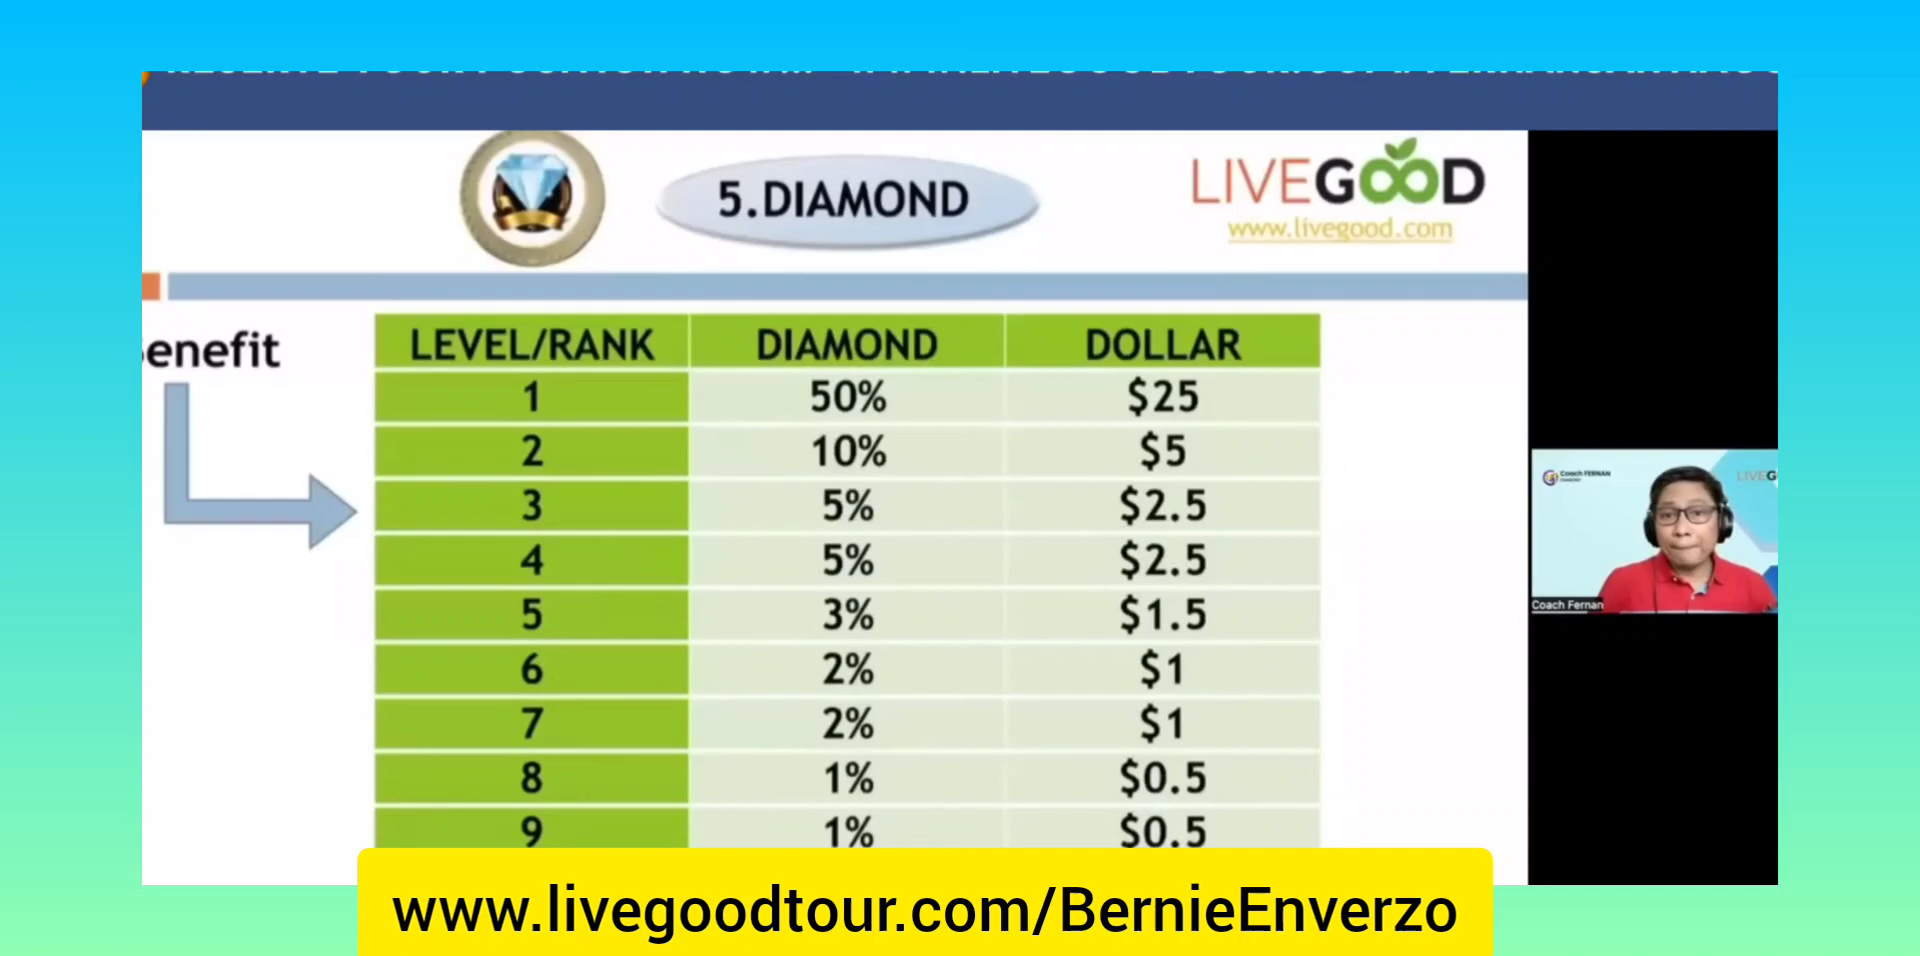 5.DIAMOND
LIVEGOOD
www.livegood.com
enefit
LEVEL/RANK DIAMOND DOLLAR
1 50% $25
2 10% $5
3 5% $2.5
4 5% $2.5
5 3% $1.5
6 2% $1
7 2% $1
8 1% $0.5
9 1% $0.5
Coach FERNAN
LIVEG
Coach Fernan
www.livegoodtour.com/BernieEnverzo